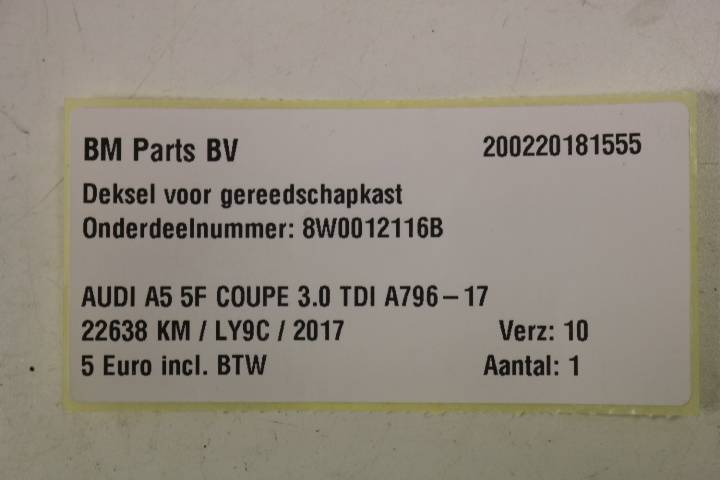 BM Parts BV 200220181555
Deksel voor gereedschapkast
Onderdeelnummer: 8W0012116B
AUDI A5 5F COUPE 3.0 TDI A796-17
22638 KM / LY9C / 2017 Verz: 10
5 Euro incl. BTW Aantal: 1